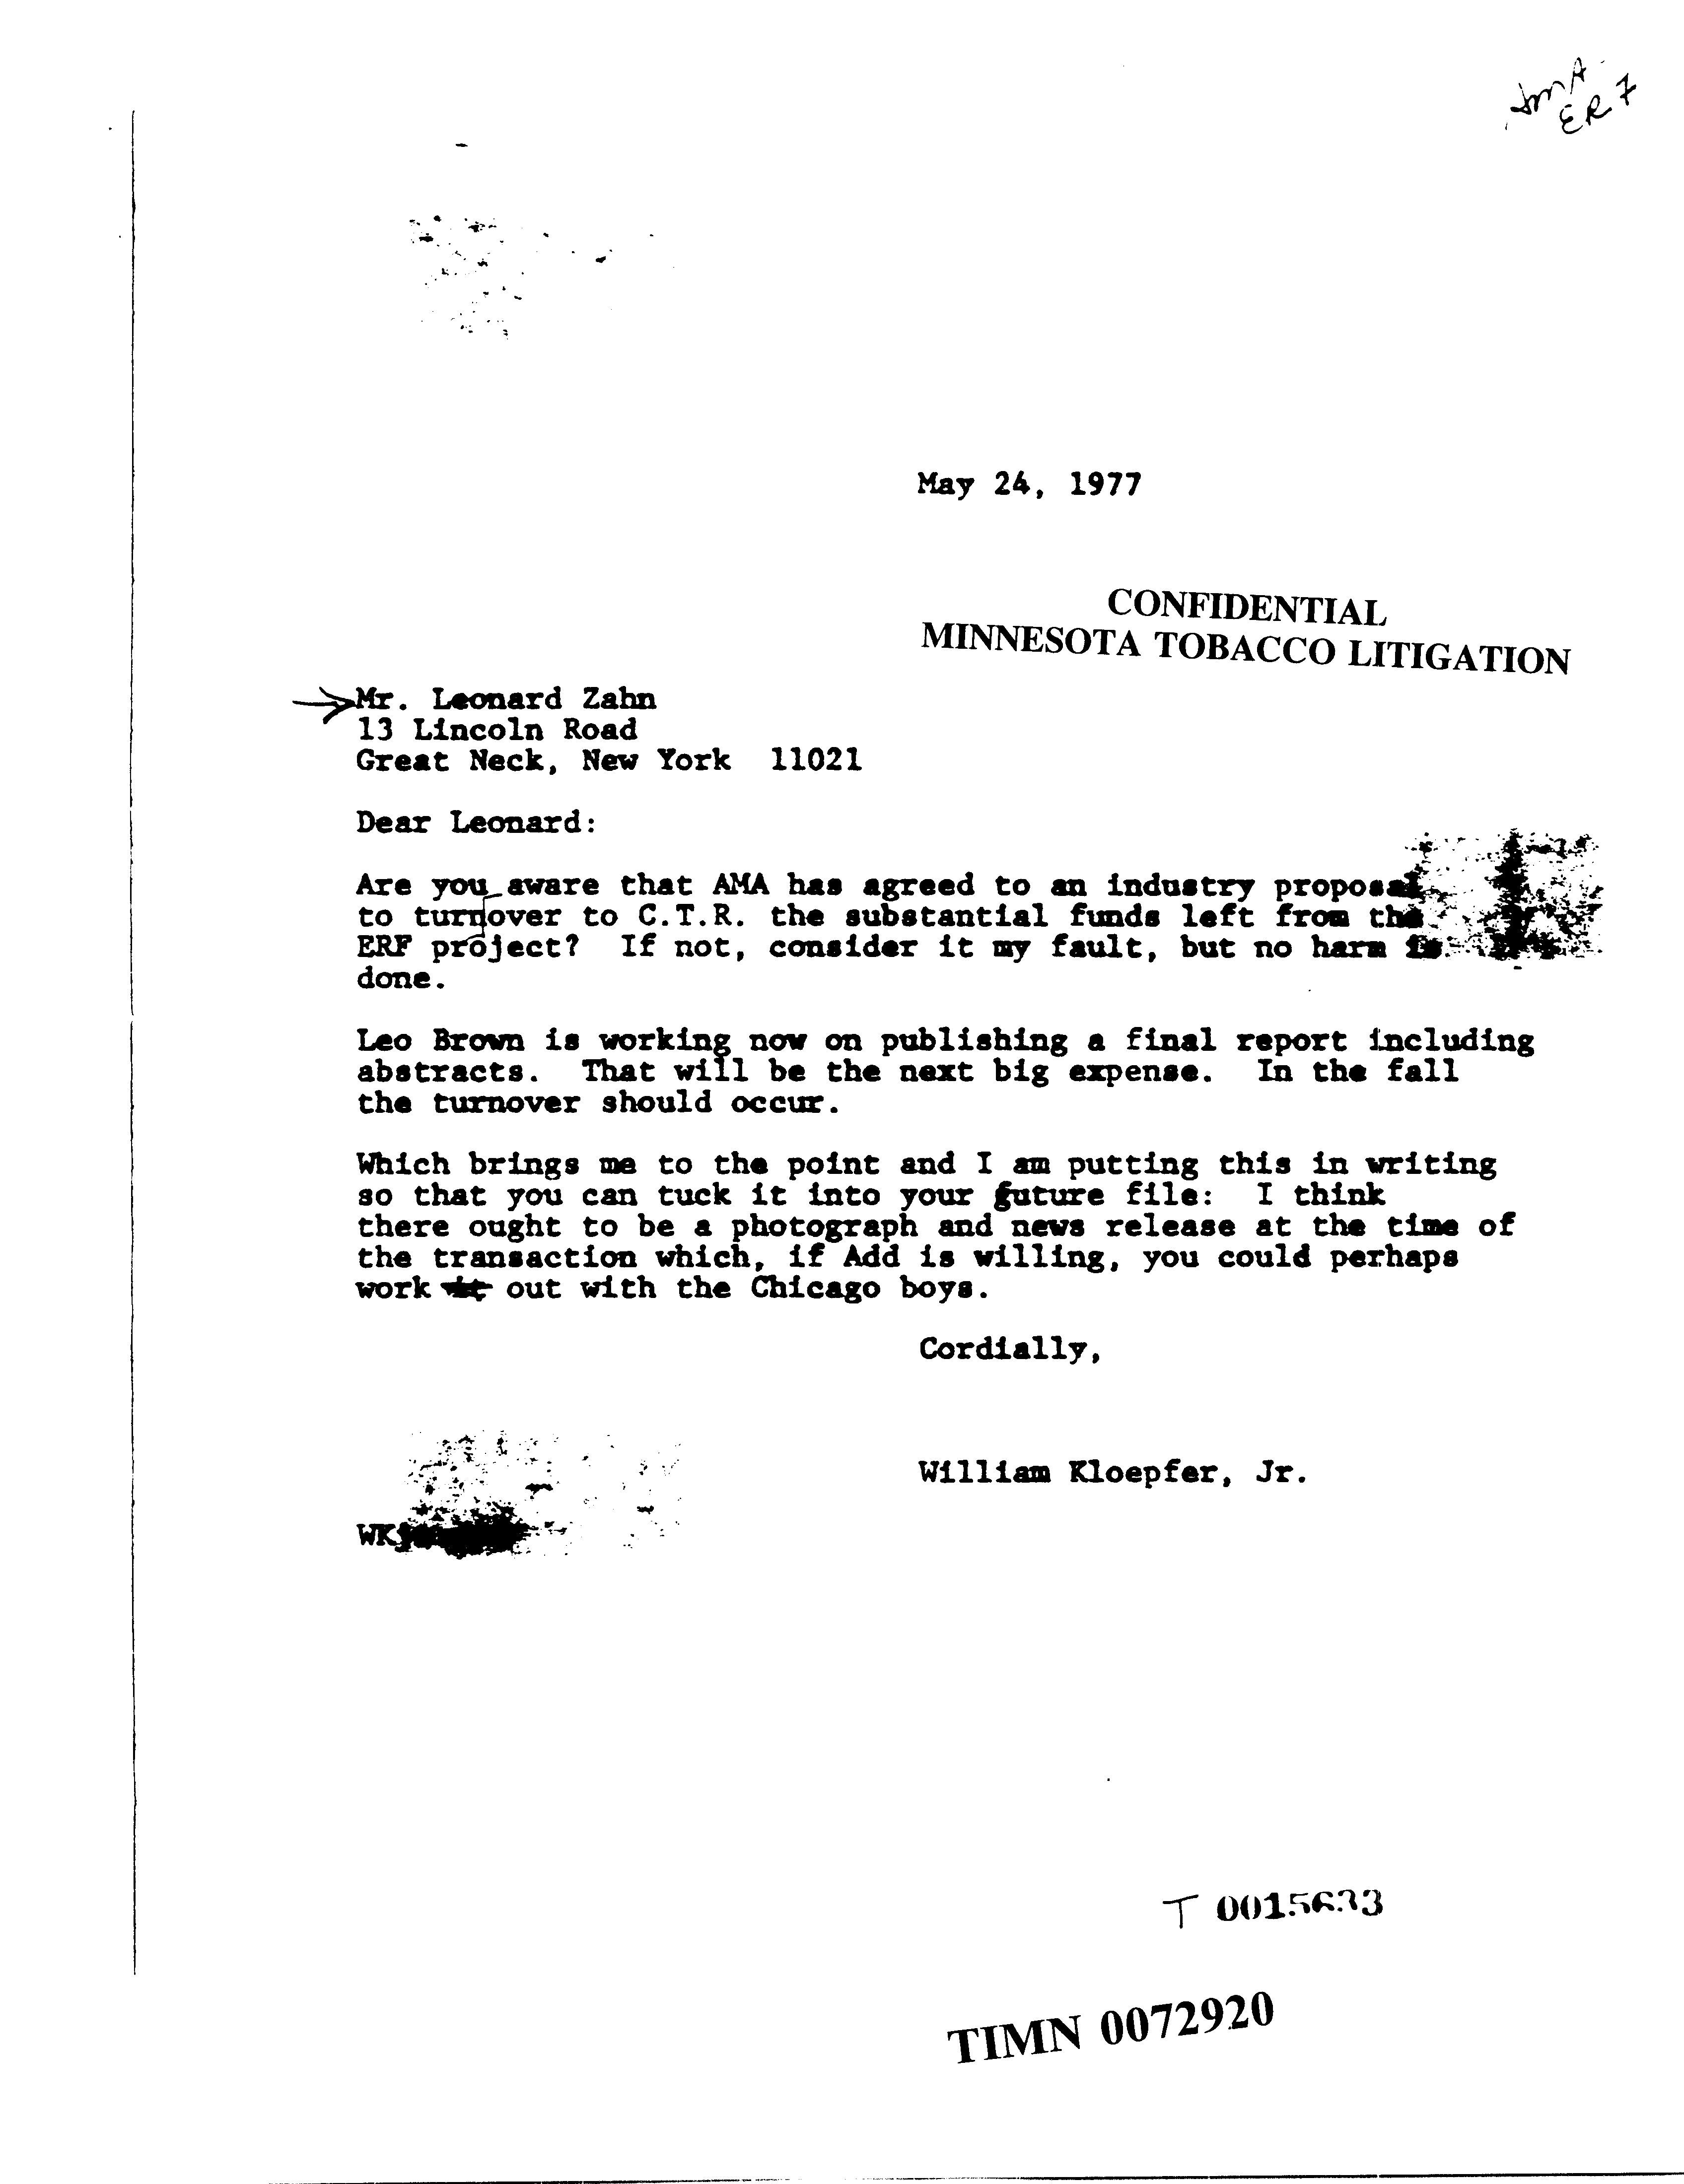 May 24, 1977
CONFIDENTIAL
MINNESOTA TOBACCO LITIGATION
Mr. Leonard Zahn
13 Lincoln Road
Great Neck, New York 11021
Dear Leonard:
Are you aware that AMA has agreed to an industry proposal
to turnover to C.T.R. the substantial funds left from the
ERF project? If not, consider it my fault, but no harm is
done.
Leo Brown is working now on publishing a final report including
abstracts. That will be the next big expense. In the fall
the turnover should occur.
Which brings me to the point and I am putting this in writing
so that you can tuck it into your future file: I think
there ought to be a photograph and news release at the time of
the transaction which, if Add is willing, you could perhaps
work out with the Chicago boys.
Cordially,
William Kloepfer, Jr.
T 0015633
TIMN 0072920